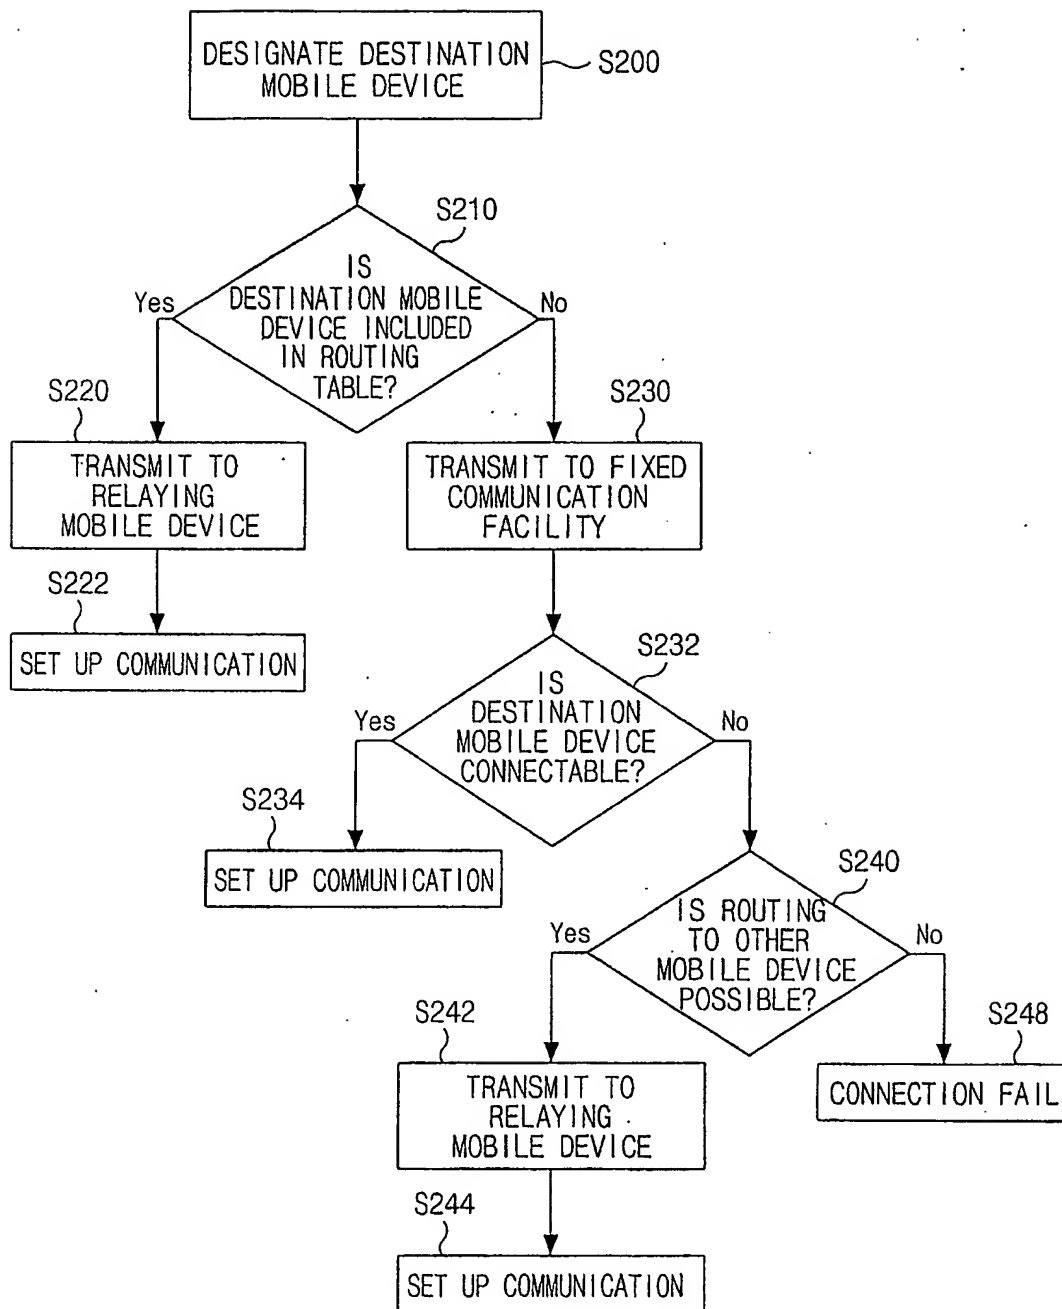 DESIGNATE DESTINATION
MOBILE DEVICE
S200
S210
IS
DESTINATION MOBILE
DEVICE INCLUDED
IN ROUTING
TABLE?
Yes
No
S220
TRANSMIT TO
RELAYING
MOBILE DEVICE
S230
TRANSMIT TO FIXED
COMMUNICATION
FACILITY
S222
SET UP COMMUNICATION
S232
IS
DESTINATION
MOBILE DEVICE
CONNECTABLE?
Yes
No
S234
SET UP COMMUNICATION
S240
IS ROUTING
TO OTHER
MOBILE DEVICE
POSSIBLE?
Yes
No
S242
TRANSMIT TO
RELAYING
MOBILE DEVICE
S248
CONNECTION FAIL
S244
SET UP COMMUNICATION